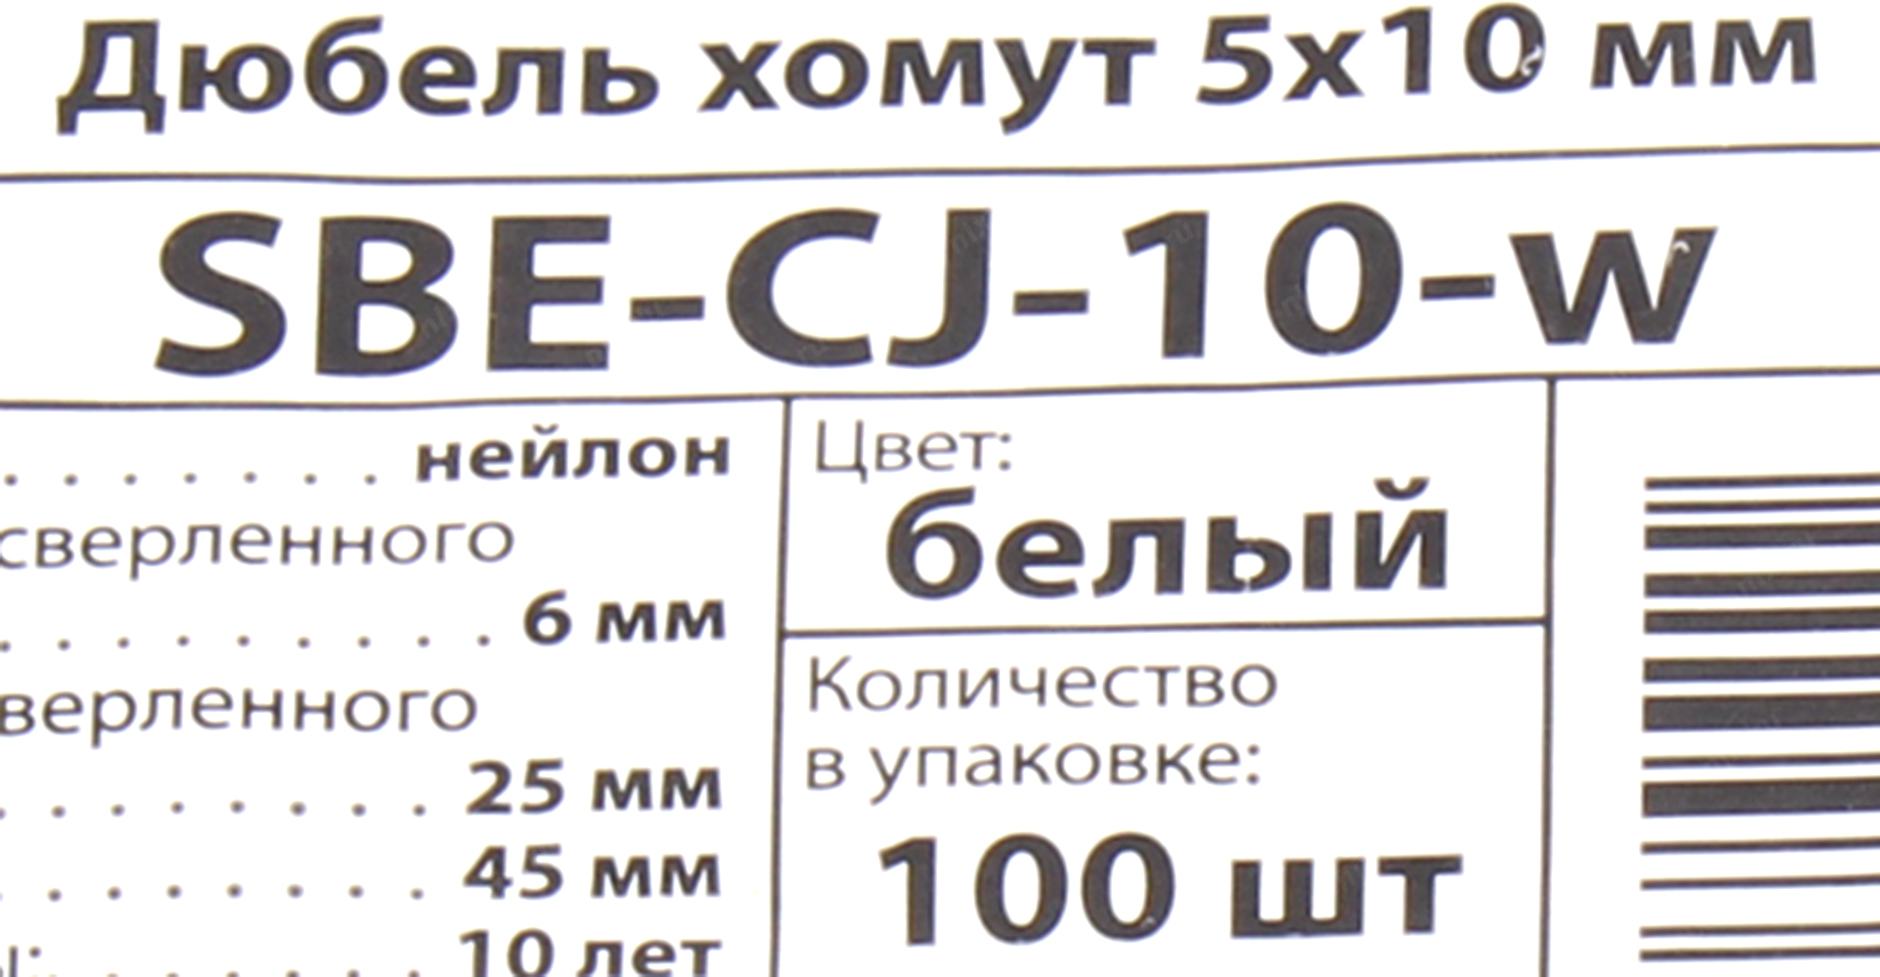 Дюбель хомут 5x10 мм
SBE-CJ-10-w
. . . . . . . нейлон
сверленного
. . . . . . . . . 6 мм
верленного
. . . . . . . . 25 мм
. . . . . . . . 45 мм
. . . . . . . 10 лет
Цвет:
белый
Количество
в упаковке:
100 шт